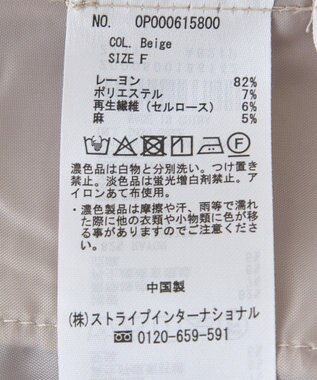 NO. 0P000615800
COL. Beige
SIZE F
レーヨン 82%
ポリエステル 7%
再生繊維(セルロース) 6%
麻 5%
濃色品は白物と分別洗い。つけ置き
禁止。淡色品は蛍光増白剤禁止。ア
イロンあて布使用。
・濃色製品は摩擦や汗、雨等で濡れ
た際に他の衣類や小物類に色が移
る事がありますのでご注意くださ
い。
中国製
(株)ストライプインターナショナル
0120-659-591